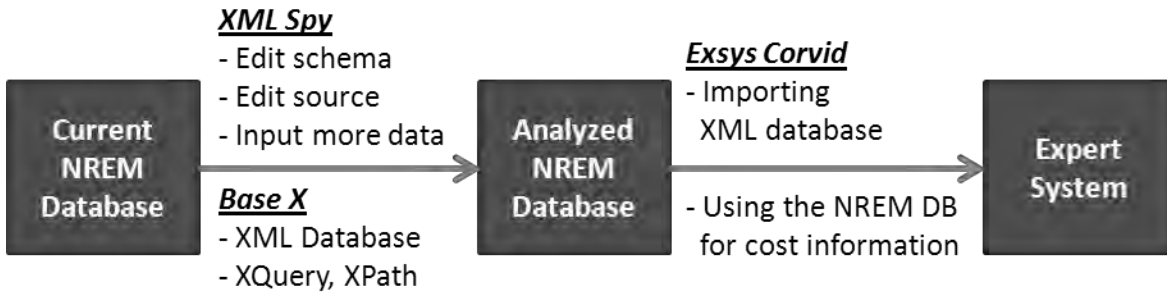 XML Spy
- Edit schema
- Edit source
- Input more data
Current
NREM
Database
Base X
- XML Database
- XQuery, XPath
Analyzed
NREM
Database
Exsys Corvid
- Importing
XML database
- Using the NREM DB
for cost information
Expert
System